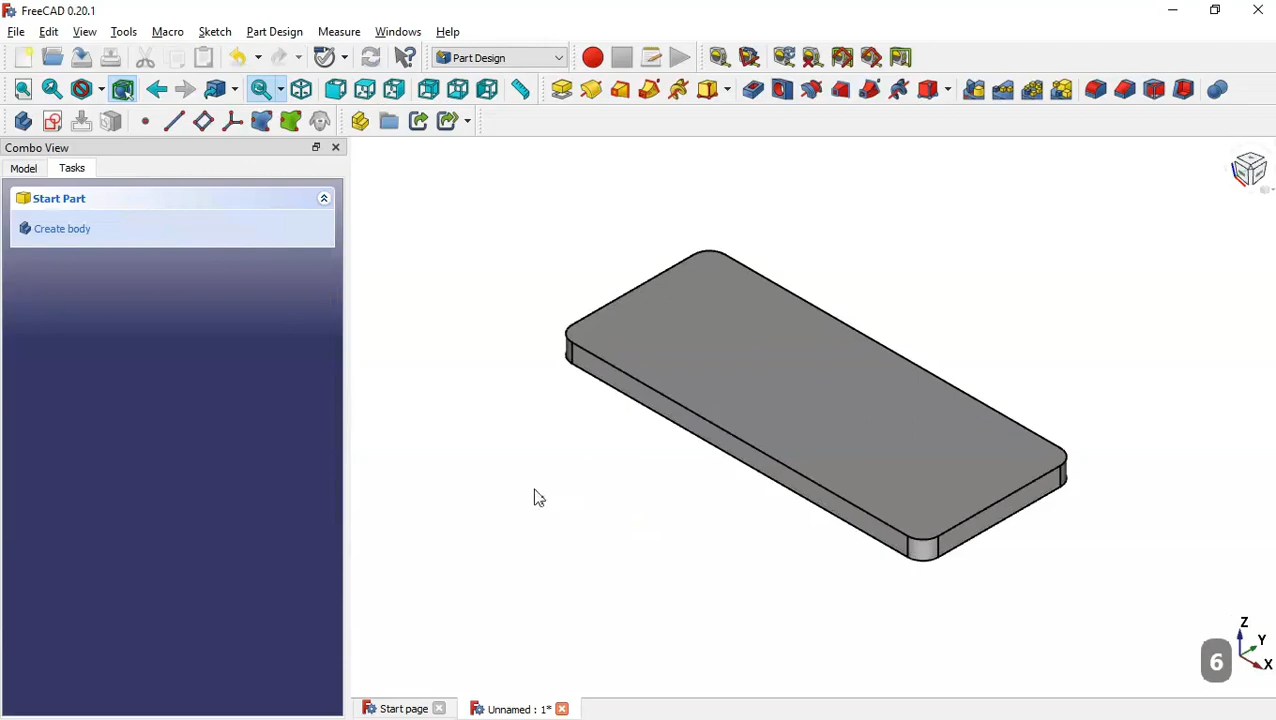 FreeCAD 0.20.1
File Edit View Tools Macro Sketch Part Design Measure Windows Help
Part Design
Combo View
Model Tasks
Start Part
Create body
Z
Y
X
6
Start page
Unnamed : 1*